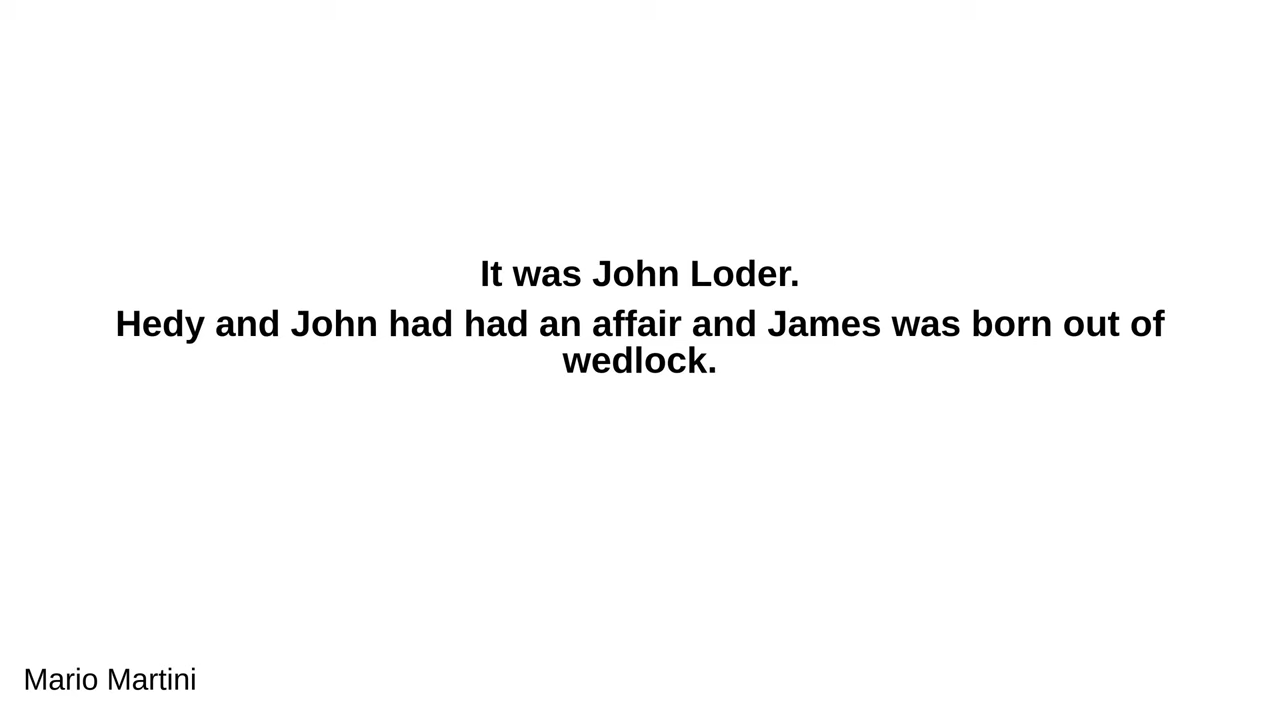 It was John Loder.
Hedy and John had had an affair and James was born out of
wedlock.
Mario Martini